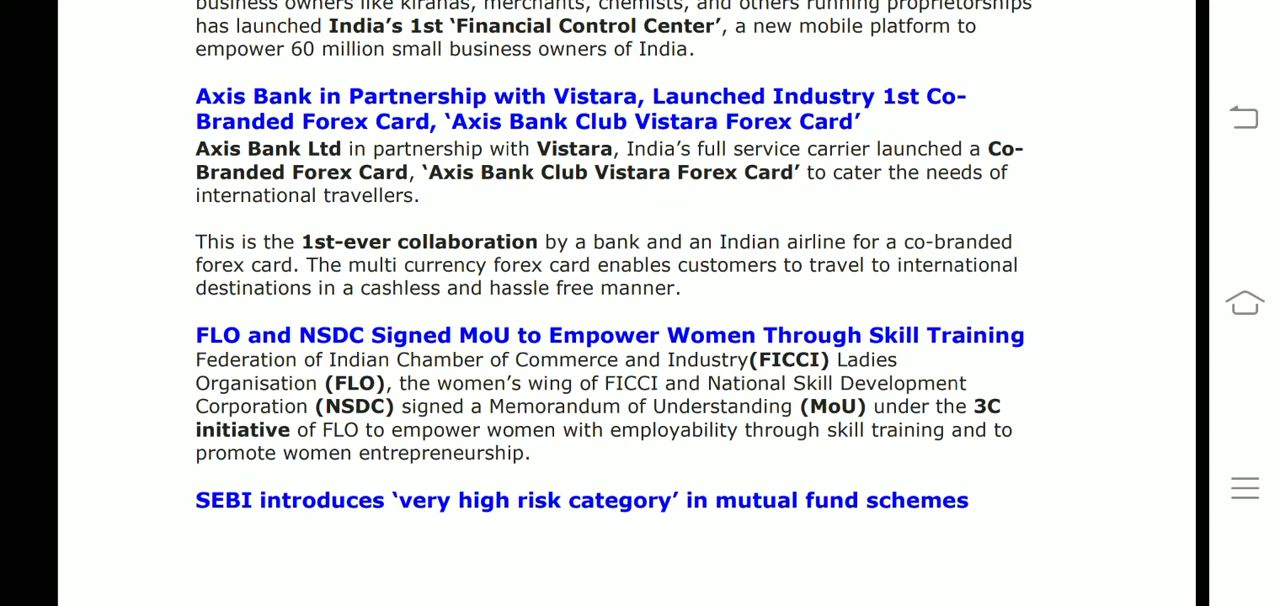 business owners like kiranas, merchants, chemists, and others running proprietorships
has launched India's 1st ‘Financial Control Center’, a new mobile platform to
empower 60 million small business owners of India.
Axis Bank in Partnership with Vistara, Launched Industry 1st Co-
Branded Forex Card, ‘Axis Bank Club Vistara Forex Card’
Axis Bank Ltd in partnership with Vistara, India's full service carrier launched a Co-
Branded Forex Card, ‘Axis Bank Club Vistara Forex Card’ to cater the needs of
international travellers.
This is the 1st-ever collaboration by a bank and an Indian airline for a co-branded
forex card. The multi currency forex card enables customers to travel to international
destinations in a cashless and hassle free manner.
FLO and NSDC Signed MoU to Empower Women Through Skill Training
Federation of Indian Chamber of Commerce and Industry(FICCI) Ladies
Organisation (FLO), the women's wing of FICCI and National Skill Development
Corporation (NSDC) signed a Memorandum of Understanding (MoU) under the 3C
initiative of FLO to empower women with employability through skill training and to
promote women entrepreneurship.
SEBI introduces ‘very high risk category’ in mutual fund schemes